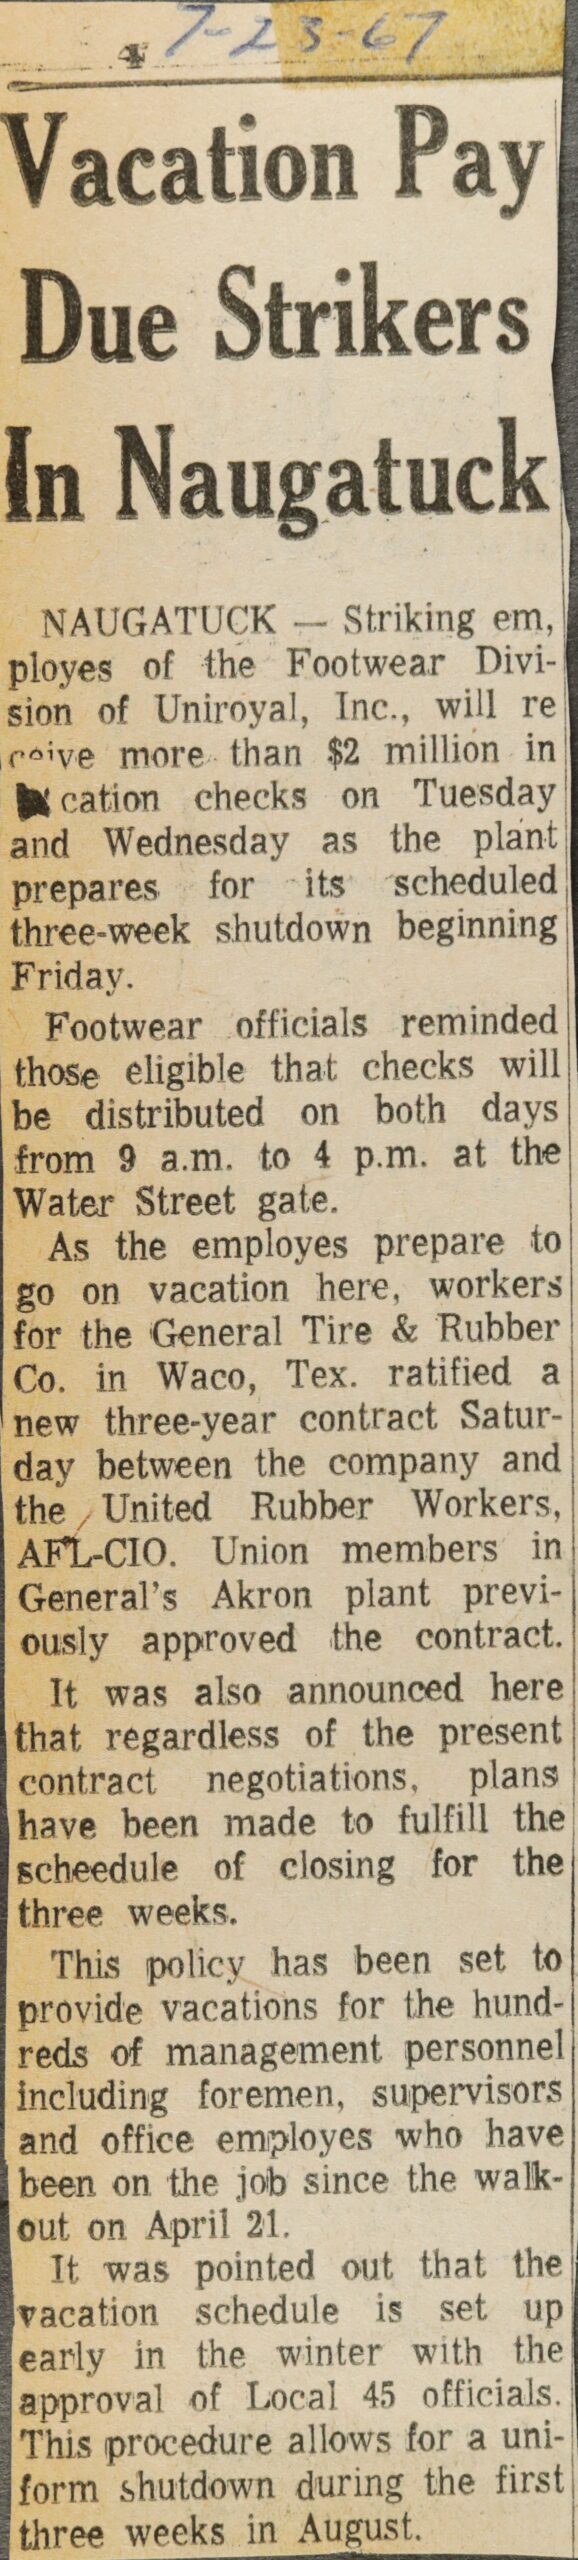 4 7-23-67
Vacation Pay
Due Strikers
In Naugatuck
NAUGATUCK — Striking em,
ployes of the Footwear Divi-
sion of Uniroyal, Inc., will re
ceive more than $2 million in
cation checks on Tuesday
and Wednesday as the plant
prepares for its scheduled
three-week shutdown beginning
Friday.
Footwear officials reminded
those eligible that checks will
be distributed on both days
from 9 a.m. to 4 p.m. at the
Water Street gate.
As the employes prepare to
go on vacation here, workers
for the General Tire & Rubber
Co. in Waco, Tex. ratified a
new three-year contract Satur-
day between the company and
the United Rubber Workers,
AFL-CIO. Union members in
General's Akron plant previ-
ously approved the contract.
It was also announced here
that regardless of the present
contract negotiations, plans
have been made to fulfill the
scheedule of closing for the
three weeks.
This policy has been set to
provide vacations for the hund-
reds of management personnel
including foremen, supervisors
and office employes who have
been on the job since the walk-
out on April 21.
It was pointed out that the
vacation schedule is set up
early in the winter with the
approval of Local 45 officials.
This procedure allows for a uni-
form shutdown during the first
three weeks in August.